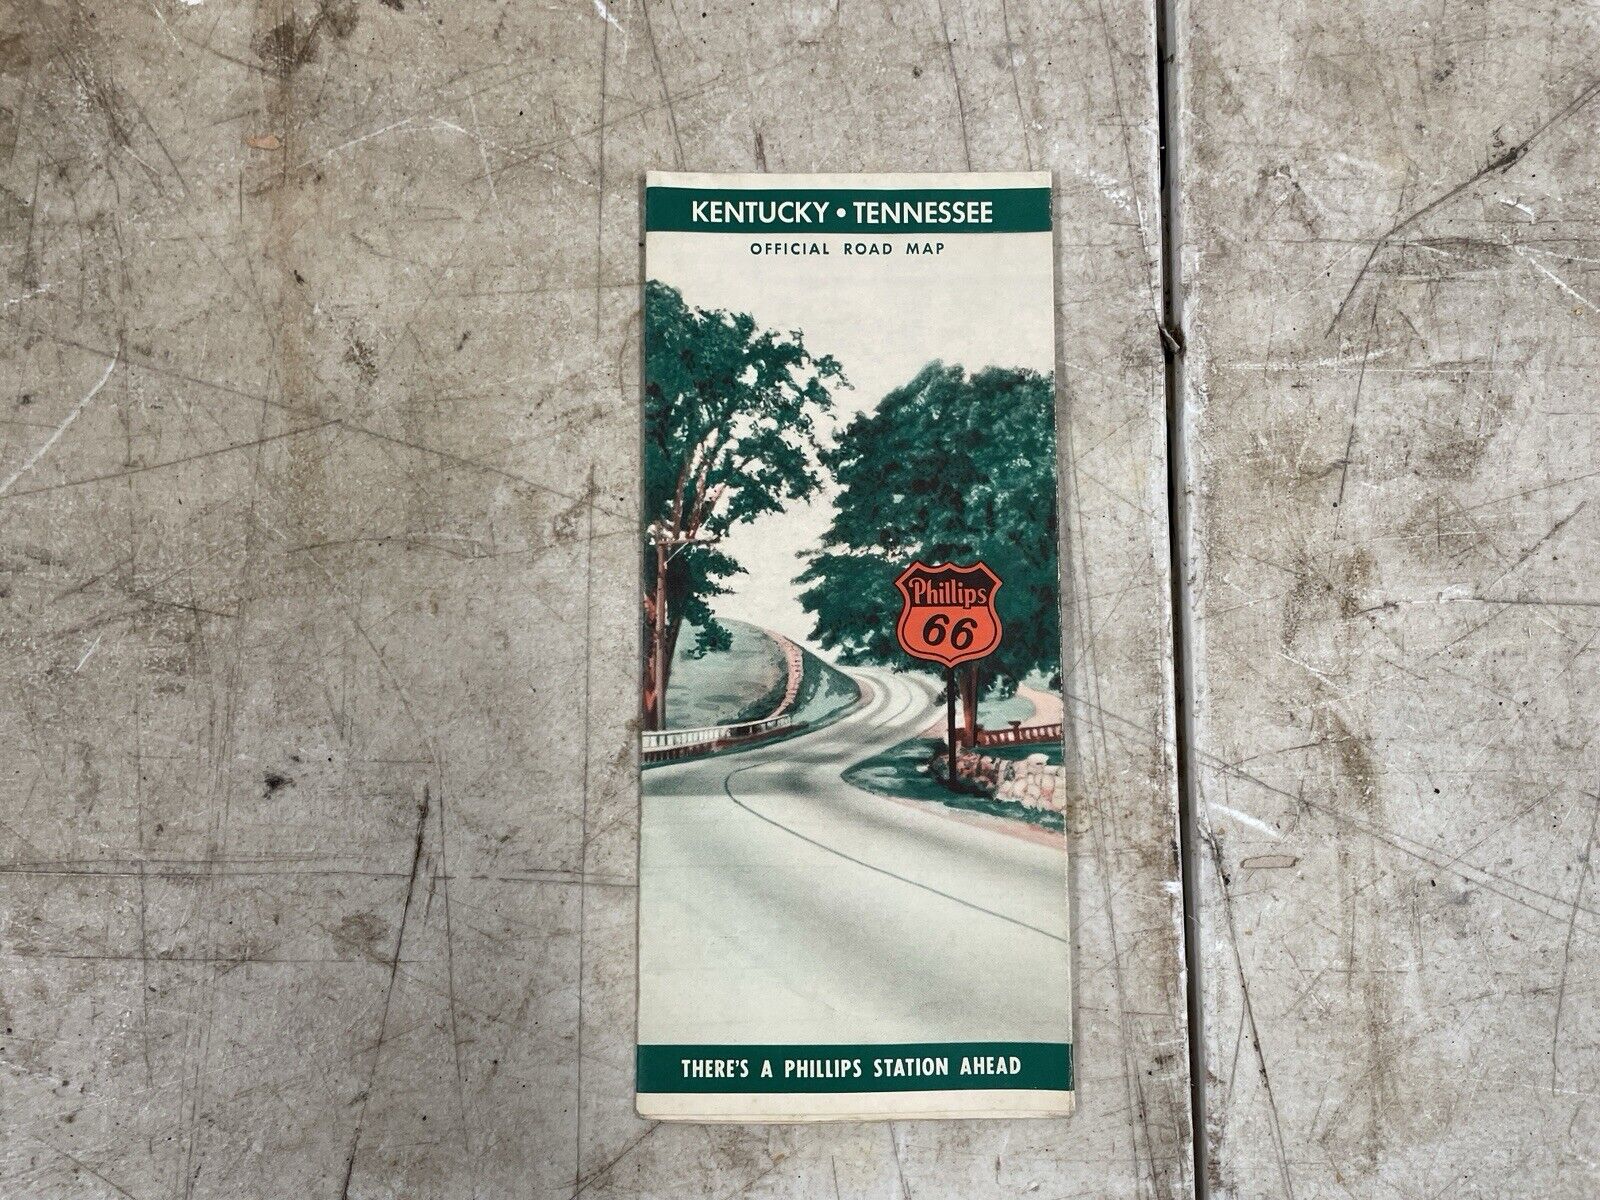 KENTUCKY • TENNESSEE
OFFICIAL ROAD MAP
Phillips
66
THERE'S A PHILLIPS STATION AHEAD